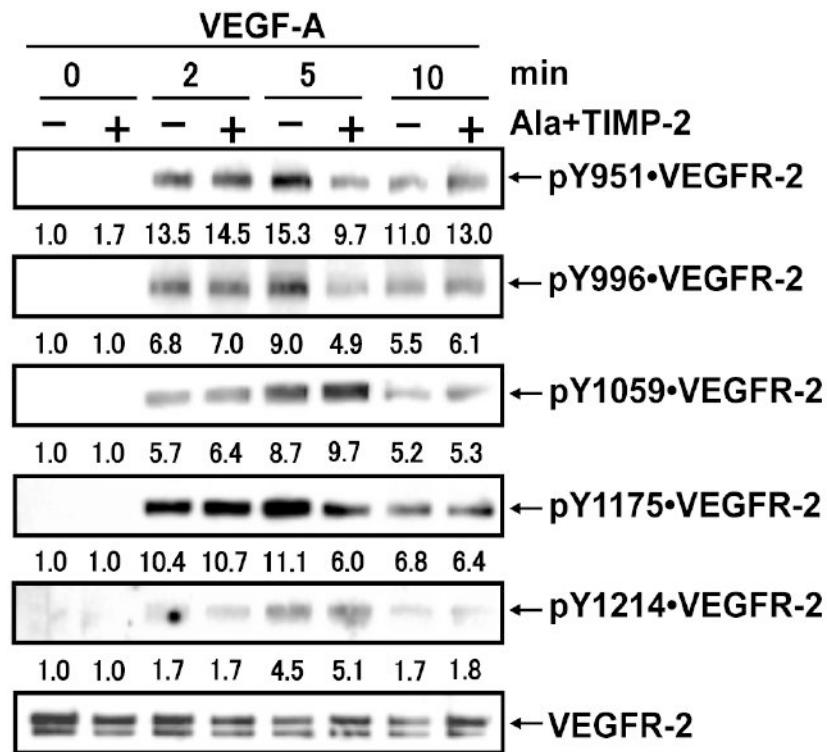 VEGF-A
0 2 5 10 min
− + − + − + − + Ala+TIMP-2
←pY951•VEGFR-2
1.0 1.7 13.5 14.5 15.3 9.7 11.0 13.0
←pY996•VEGFR-2
1.0 1.0 6.8 7.0 9.0 4.9 5.5 6.1
←pY1059•VEGFR-2
1.0 1.0 5.7 6.4 8.7 9.7 5.2 5.3
←pY1175•VEGFR-2
1.0 1.0 10.4 10.7 11.1 6.0 6.8 6.4
←pY1214•VEGFR-2
1.0 1.0 1.7 1.7 4.5 5.1 1.7 1.8
←VEGFR-2